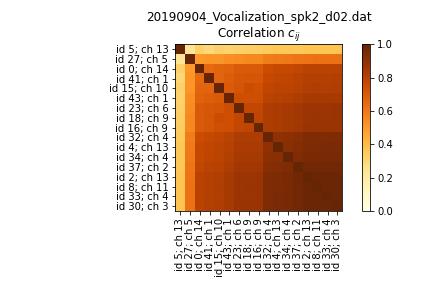 20190904_Vocalization_spk2_d02.dat
Correlation c_ij
id 5; ch 13
id 27; ch 5
id 0; ch 14
id 41; ch 1
id 15; ch 10
id 43; ch 1
id 23; ch 6
id 18; ch 9
id 16; ch 9
id 32; ch 4
id 4; ch 13
id 34; ch 4
id 37; ch 2
id 2; ch 13
id 8; ch 11
id 33; ch 4
id 30; ch 3
id 5; ch 13
id 27; ch 5
id 0; ch 14
id 41; ch 1
id 15; ch 10
id 43; ch 1
id 23; ch 6
id 18; ch 9
id 16; ch 9
id 32; ch 4
id 4; ch 13
id 34; ch 4
id 37; ch 2
id 2; ch 13
id 8; ch 11
id 33; ch 4
id 30; ch 3
1.0
0.8
0.6
0.4
0.2
0.0